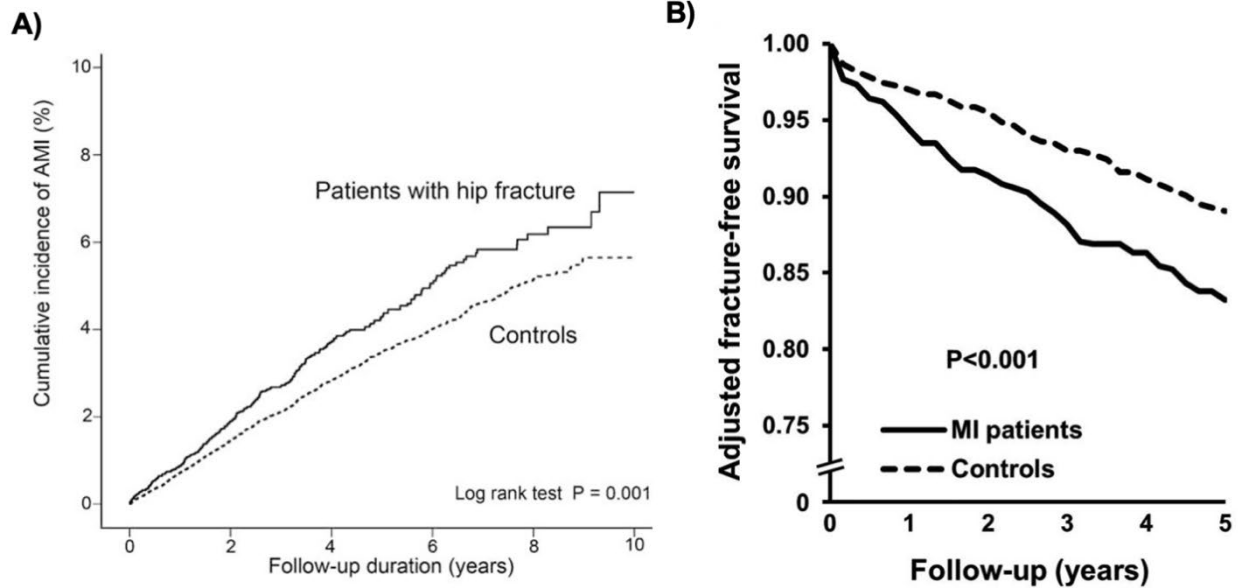 A)
Cumulative incidence of AMI (%)
10
8
6
4
2
0
Patients with hip fracture
Controls
Log rank test P = 0.001
0 2 4 6 8 10
Follow-up duration (years)
B)
Adjusted fracture-free survival
1.00
0.95
0.90
0.85
0.80
0.75
0
P<0.001
MI patients
Controls
0 1 2 3 4 5
Follow-up (years)